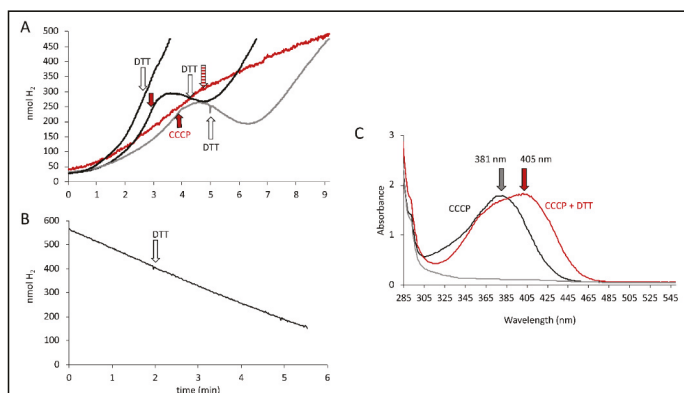 A
500
450
400
350
300
250
200
150
100
50
0
nmol H2
DTT
DTT
CCCP
DTT
0 1 2 3 4 5 6 7 8 9
B
600
500
400
300
200
100
0
nmol H2
DTT
0 1 2 3 4 5 6
time (min)
C
3
2
1
0
Absorbance
381 nm 405 nm
CCCP
CCCP + DTT
285 305 325 345 365 385 405 425 445 465 485 505 525 545
Wavelength (nm)